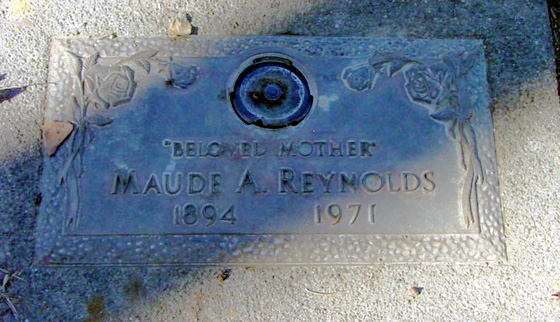 "BELOVED MOTHER"
MAUDE A. REYNOLDS
1894 1971